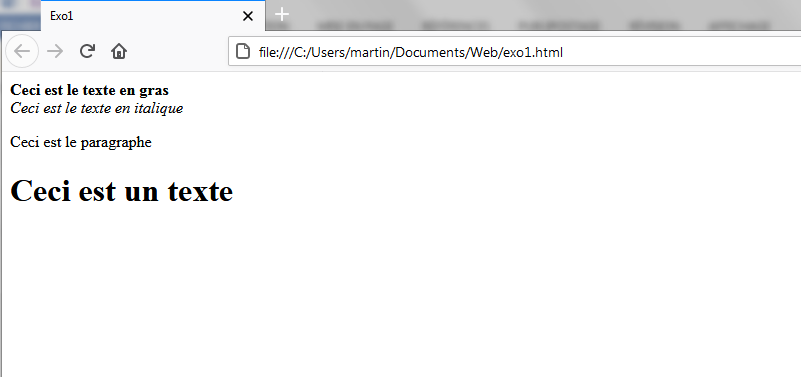 Exo1
file:///C:/Users/martin/Documents/Web/exo1.html
Ceci est le texte en gras
Ceci est le texte en italique
Ceci est le paragraphe
Ceci est un texte